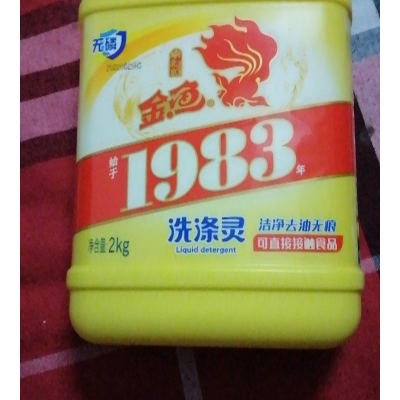 无磷
金鱼
始于
1983
年
洗涤灵
Liquid detergent
洁净去油无痕
可直接接触食品
净含量 2kg